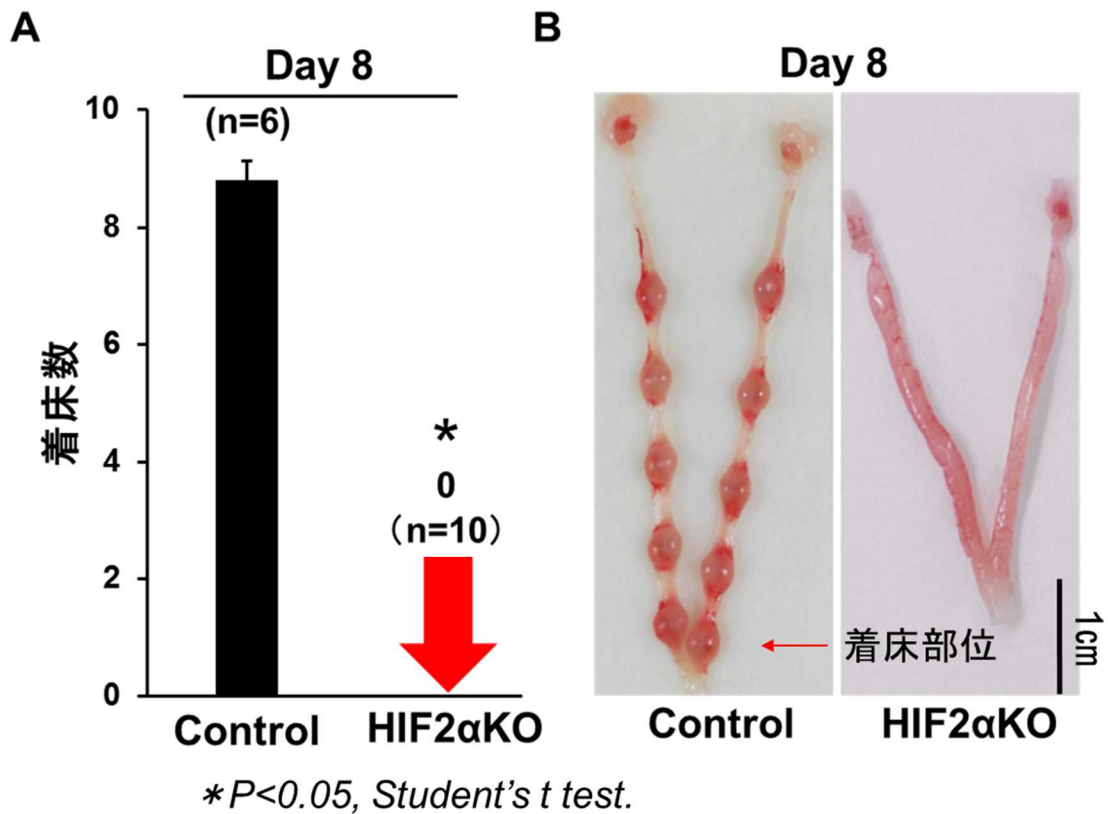 A
Day 8
(n=6)
10
8
6
4
2
0
着床数
*
0
（n=10）
Control
HIF2αKO
*P<0.05, Student’s t test.
B
Day 8
着床部位
1cm
Control
HIF2αKO